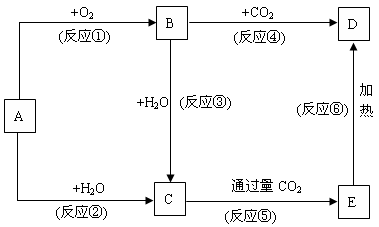 +O₂
(反应①)
B
+CO₂
(反应④)
D
+H₂O
(反应③)
(反应⑥)
加热
A
+H₂O
(反应②)
C
通过量 CO₂
(反应⑤)
E